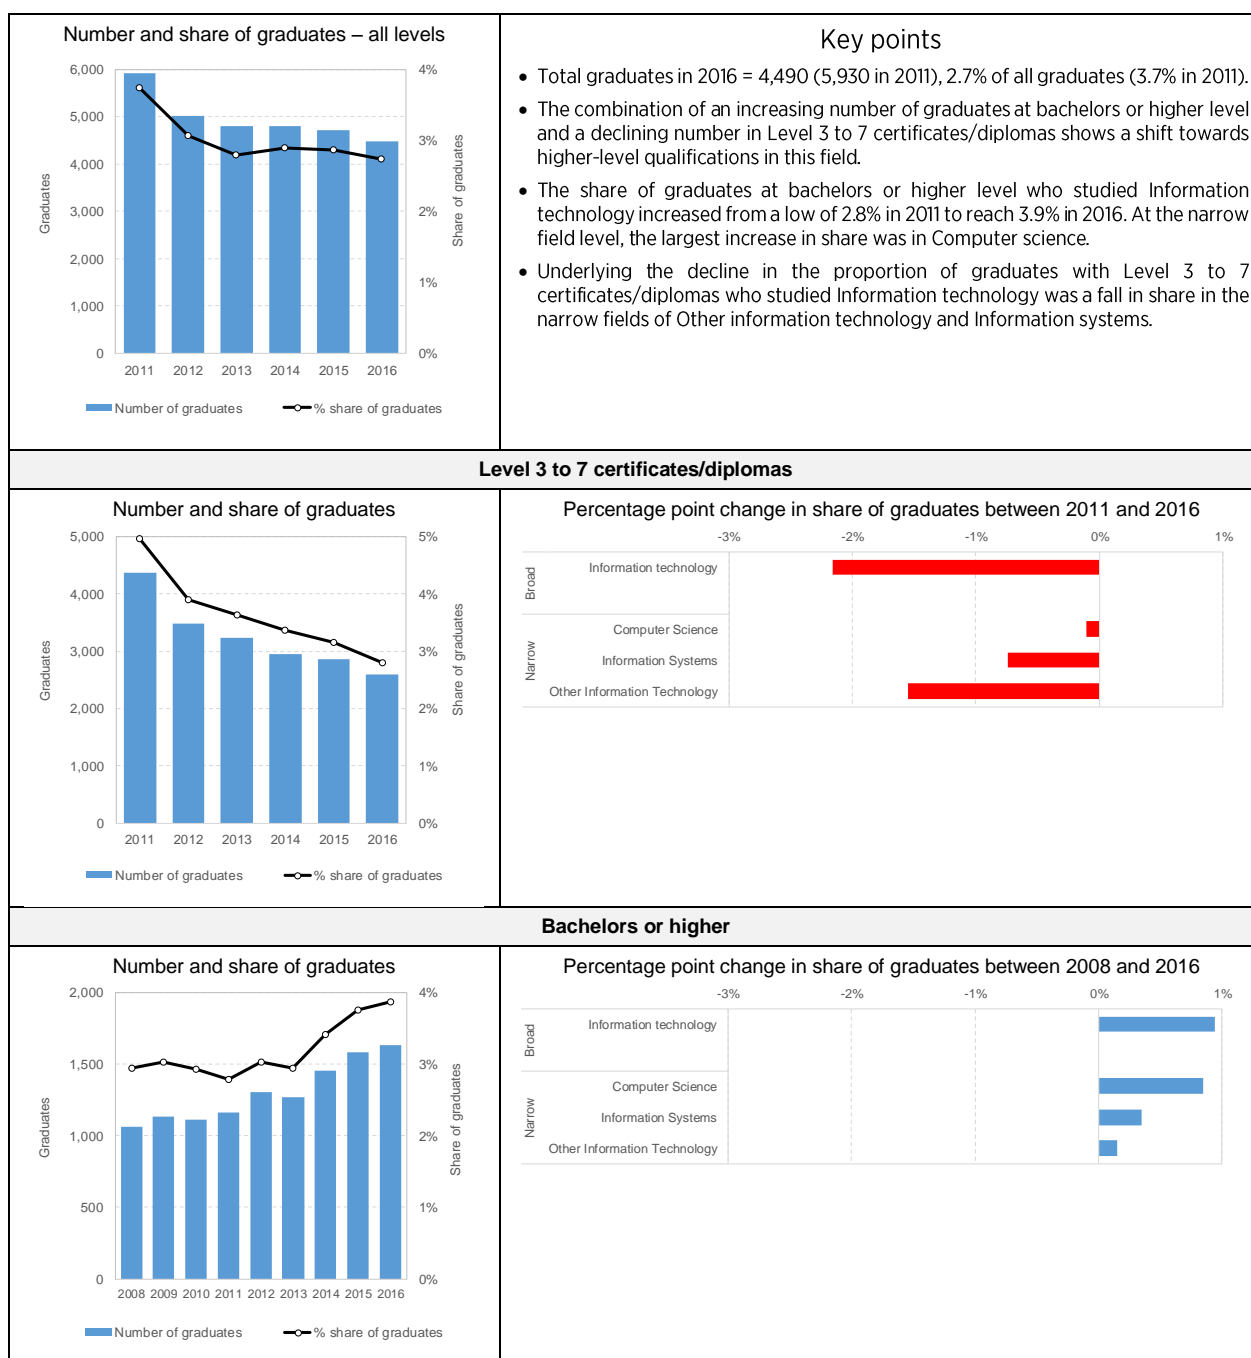 Number and share of graduates – all levels
6,000
5,000
4,000
3,000
2,000
1,000
0
Graduates
4%
3%
2%
1%
0%
Share of graduates
2011 2012 2013 2014 2015 2016
Number of graduates % share of graduates
Key points
• Total graduates in 2016 = 4,490 (5,930 in 2011), 2.7% of all graduates (3.7% in 2011).
• The combination of an increasing number of graduates at bachelors or higher level
and a declining number in Level 3 to 7 certificates/diplomas shows a shift towards
higher-level qualifications in this field.
• The share of graduates at bachelors or higher level who studied Information
technology increased from a low of 2.8% in 2011 to reach 3.9% in 2016. At the narrow
field level, the largest increase in share was in Computer science.
• Underlying the decline in the proportion of graduates with Level 3 to 7
certificates/diplomas who studied Information technology was a fall in share in the
narrow fields of Other information technology and Information systems.
Level 3 to 7 certificates/diplomas
Number and share of graduates
5,000
4,000
3,000
2,000
1,000
0
Graduates
5%
4%
3%
2%
1%
0%
Share of graduates
2011 2012 2013 2014 2015 2016
Number of graduates % share of graduates
Percentage point change in share of graduates between 2011 and 2016
-3% -2% -1% 0% 1%
Broad
Information technology
Narrow
Computer Science
Information Systems
Other Information Technology
Bachelors or higher
Number and share of graduates
2,000
1,500
1,000
500
0
Graduates
4%
3%
2%
1%
0%
Share of graduates
2008 2009 2010 2011 2012 2013 2014 2015 2016
Number of graduates % share of graduates
Percentage point change in share of graduates between 2008 and 2016
-3% -2% -1% 0% 1%
Broad
Information technology
Narrow
Computer Science
Information Systems
Other Information Technology